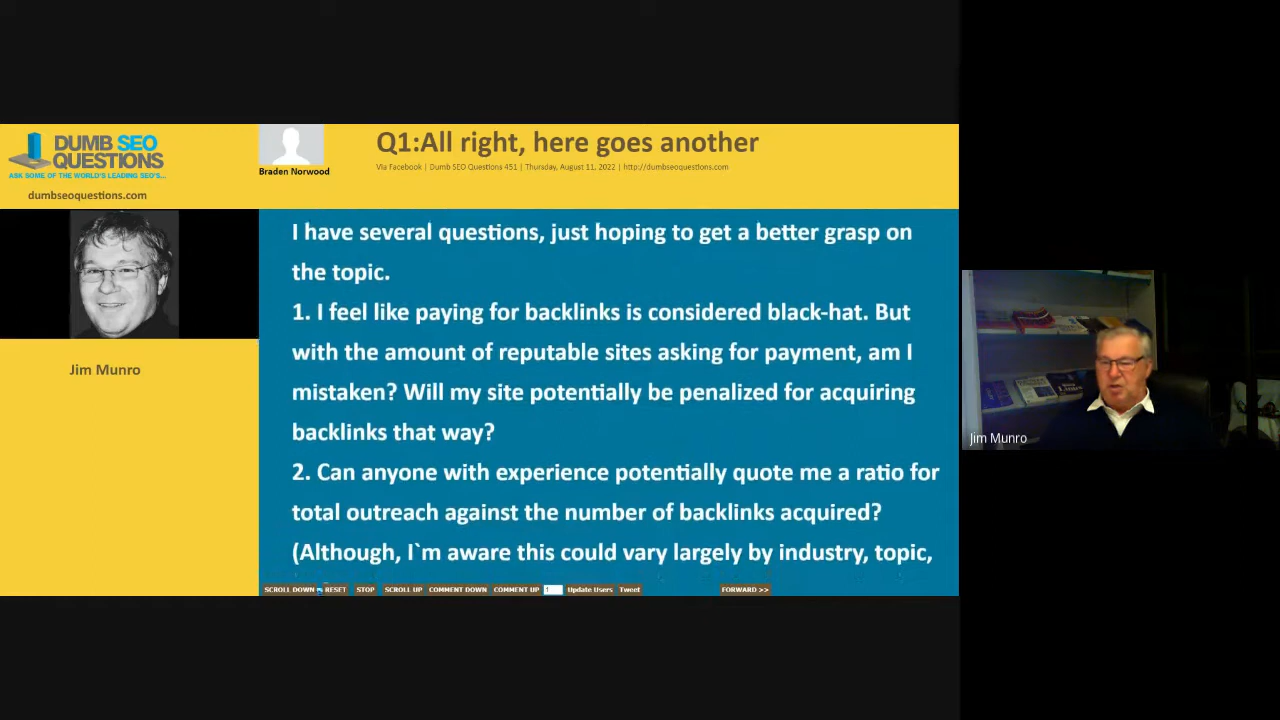 DUMB SEO
QUESTIONS
ASK SOME OF THE WORLD'S LEADING SEO'S...
dumbseoquestions.com
Braden Norwood
Q1:All right, here goes another
Via Facebook | Dumb SEO Questions 451 | Thursday, August 11, 2022 | http://dumbseoquestions.com
Jim Munro
I have several questions, just hoping to get a better grasp on
the topic.
1. I feel like paying for backlinks is considered black-hat. But
with the amount of reputable sites asking for payment, am I
mistaken? Will my site potentially be penalized for acquiring
backlinks that way?
2. Can anyone with experience potentially quote me a ratio for
total outreach against the number of backlinks acquired?
(Although, I`m aware this could vary largely by industry, topic,
SCROLL DOWN RESET STOP SCROLL UP COMMENT DOWN COMMENT UP Update Users Tweet FORWARD >>
Jim Munro